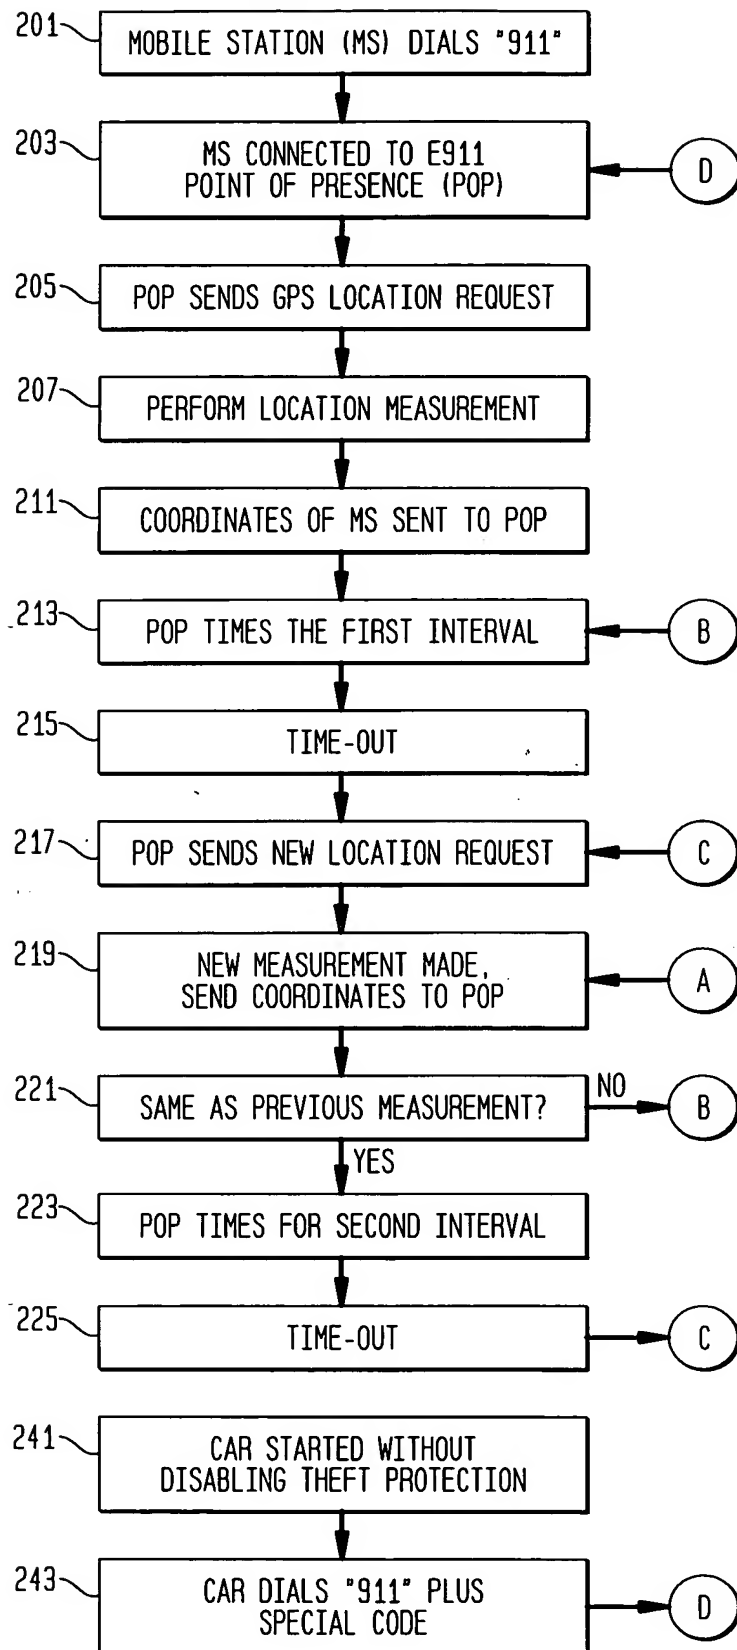 201
MOBILE STATION (MS) DIALS "911"
203
MS CONNECTED TO E911
POINT OF PRESENCE (POP)
D
205
POP SENDS GPS LOCATION REQUEST
207
PERFORM LOCATION MEASUREMENT
211
COORDINATES OF MS SENT TO POP
213
POP TIMES THE FIRST INTERVAL
B
215
TIME-OUT
217
POP SENDS NEW LOCATION REQUEST
C
219
NEW MEASUREMENT MADE,
SEND COORDINATES TO POP
A
221
SAME AS PREVIOUS MEASUREMENT?
NO
B
YES
223
POP TIMES FOR SECOND INTERVAL
225
TIME-OUT
C
241
CAR STARTED WITHOUT
DISABLING THEFT PROTECTION
243
CAR DIALS "911" PLUS
SPECIAL CODE
D